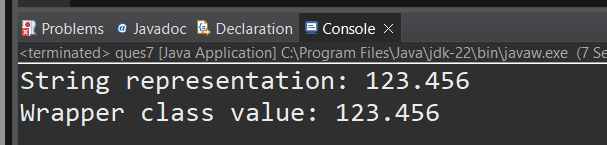 Problems @ Javadoc Declaration Console ×
<terminated> ques7 [Java Application] C:\Program Files\Java\jdk-22\bin\javaw.exe (7 Se
String representation: 123.456
Wrapper class value: 123.456